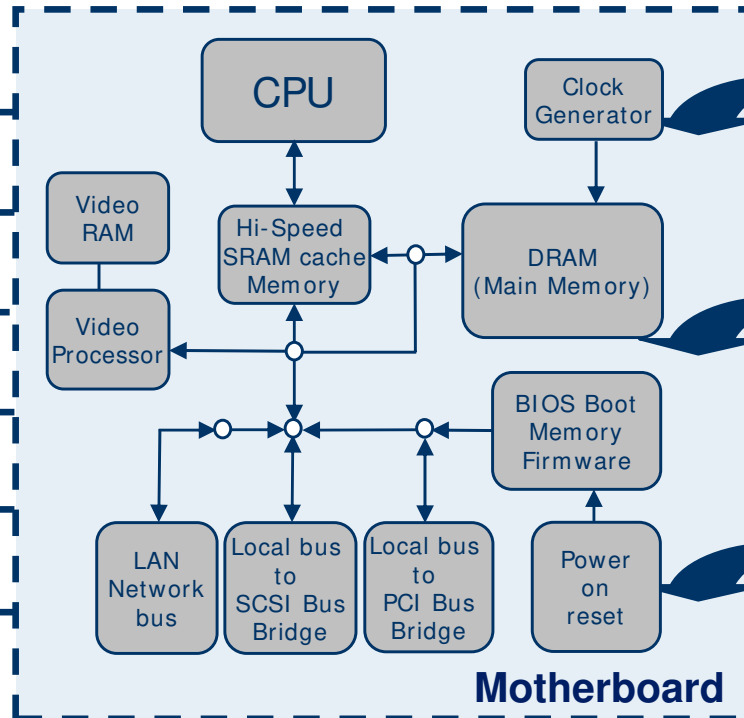 CPU
Clock
Generator
Video
RAM
Hi-Speed
SRAM cache
Memory
DRAM
(Main Memory)
Video
Processor
BIOS Boot
Memory
Firmware
LAN
Network
bus
Local bus
to
SCSI Bus
Bridge
Local bus
to
PCI Bus
Bridge
Power
on
reset
Motherboard